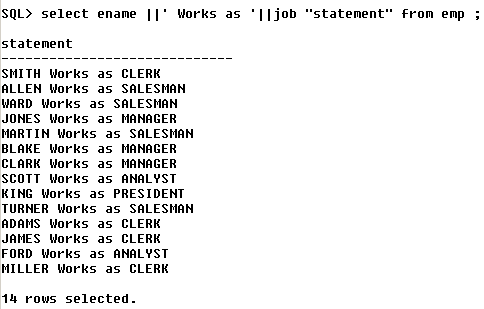 SQL> select ename ||' Works as '||job "statement" from emp ;
statement
----------------------------
SMITH Works as CLERK
ALLEN Works as SALESMAN
WARD Works as SALESMAN
JONES Works as MANAGER
MARTIN Works as SALESMAN
BLAKE Works as MANAGER
CLARK Works as MANAGER
SCOTT Works as ANALYST
KING Works as PRESIDENT
TURNER Works as SALESMAN
ADAMS Works as CLERK
JAMES Works as CLERK
FORD Works as ANALYST
MILLER Works as CLERK
14 rows selected.